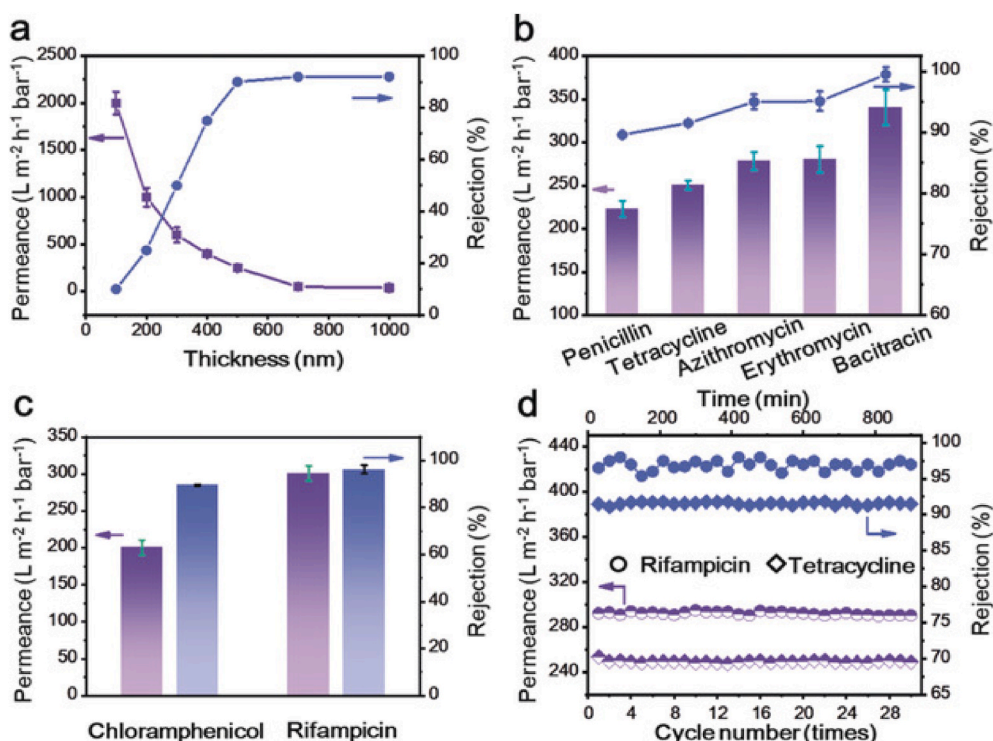 a
Permeance (L m-2 h-1 bar-1)
2500
2000
1500
1000
500
0
100
80
60
40
20
0
Rejection (%)
0 200 400 600 800 1000
Thickness (nm)
b
Permeance (L m-2 h-1 bar-1)
400
350
300
250
200
150
100
100
90
80
70
60
Rejection (%)
Penicillin
Tetracycline
Azithromycin
Erythromycin
Bacitracin
c
Permeance (L m-2 h-1 bar-1)
350
300
250
200
150
100
50
0
100
80
60
40
20
0
Rejection (%)
Chloramphenicol Rifampicin
d
Time (min)
0 200 400 600 800
Permeance (L m-2 h-1 bar-1)
440
420
400
380
360
300
280
260
240
100
95
90
85
80
75
70
65
Rejection (%)
Rifampicin Tetracycline
0 4 8 12 16 20 24 28
Cycle number (times)